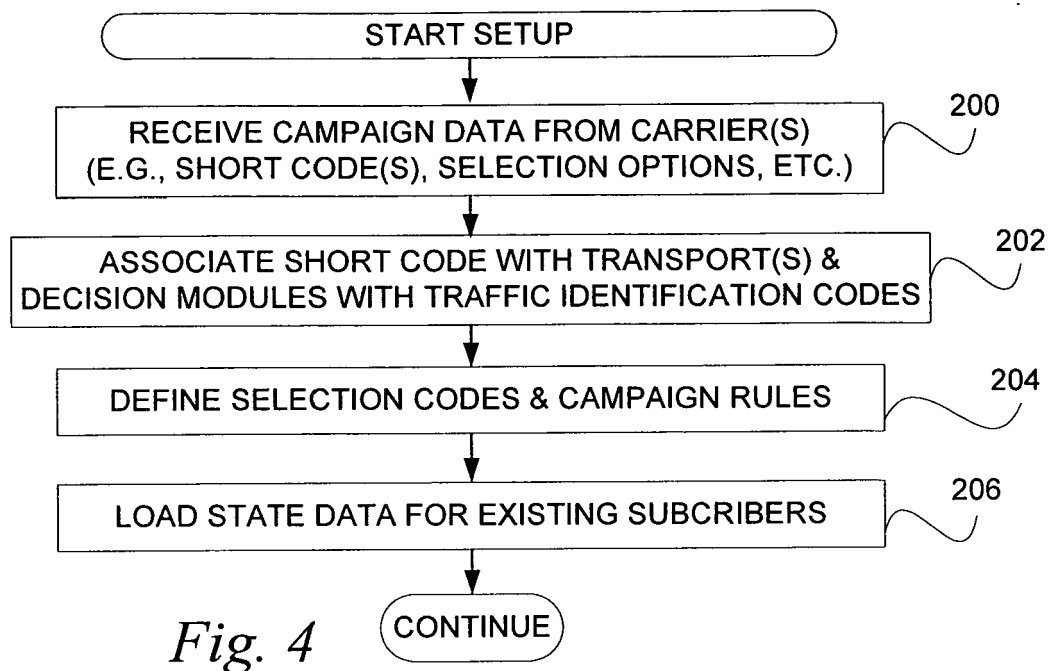 START SETUP
RECEIVE CAMPAIGN DATA FROM CARRIER(S)
(E.G., SHORT CODE(S), SELECTION OPTIONS, ETC.)
200
ASSOCIATE SHORT CODE WITH TRANSPORT(S) &
DECISION MODULES WITH TRAFFIC IDENTIFICATION CODES
202
DEFINE SELECTION CODES & CAMPAIGN RULES
204
LOAD STATE DATA FOR EXISTING SUBCRIBERS
206
CONTINUE
Fig. 4